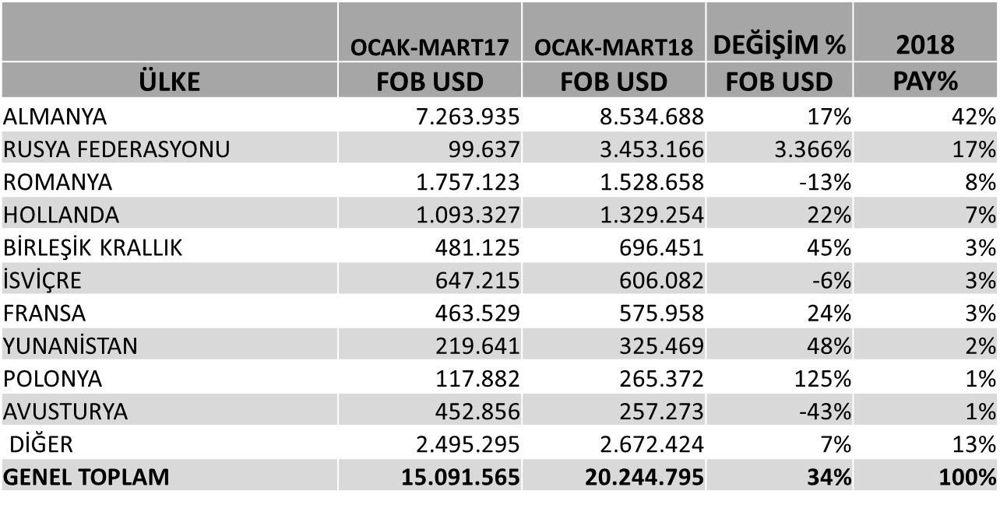 OCAK-MART17 OCAK-MART18 DEĞİŞİM % 2018
ÜLKE FOB USD FOB USD FOB USD PAY%
ALMANYA 7.263.935 8.534.688 17% 42%
RUSYA FEDERASYONU 99.637 3.453.166 3.366% 17%
ROMANYA 1.757.123 1.528.658 -13% 8%
HOLLANDA 1.093.327 1.329.254 22% 7%
BİRLEŞİK KRALLIK 481.125 696.451 45% 3%
İSVİÇRE 647.215 606.082 -6% 3%
FRANSA 463.529 575.958 24% 3%
YUNANİSTAN 219.641 325.469 48% 2%
POLONYA 117.882 265.372 125% 1%
AVUSTURYA 452.856 257.273 -43% 1%
DİĞER 2.495.295 2.672.424 7% 13%
GENEL TOPLAM 15.091.565 20.244.795 34% 100%